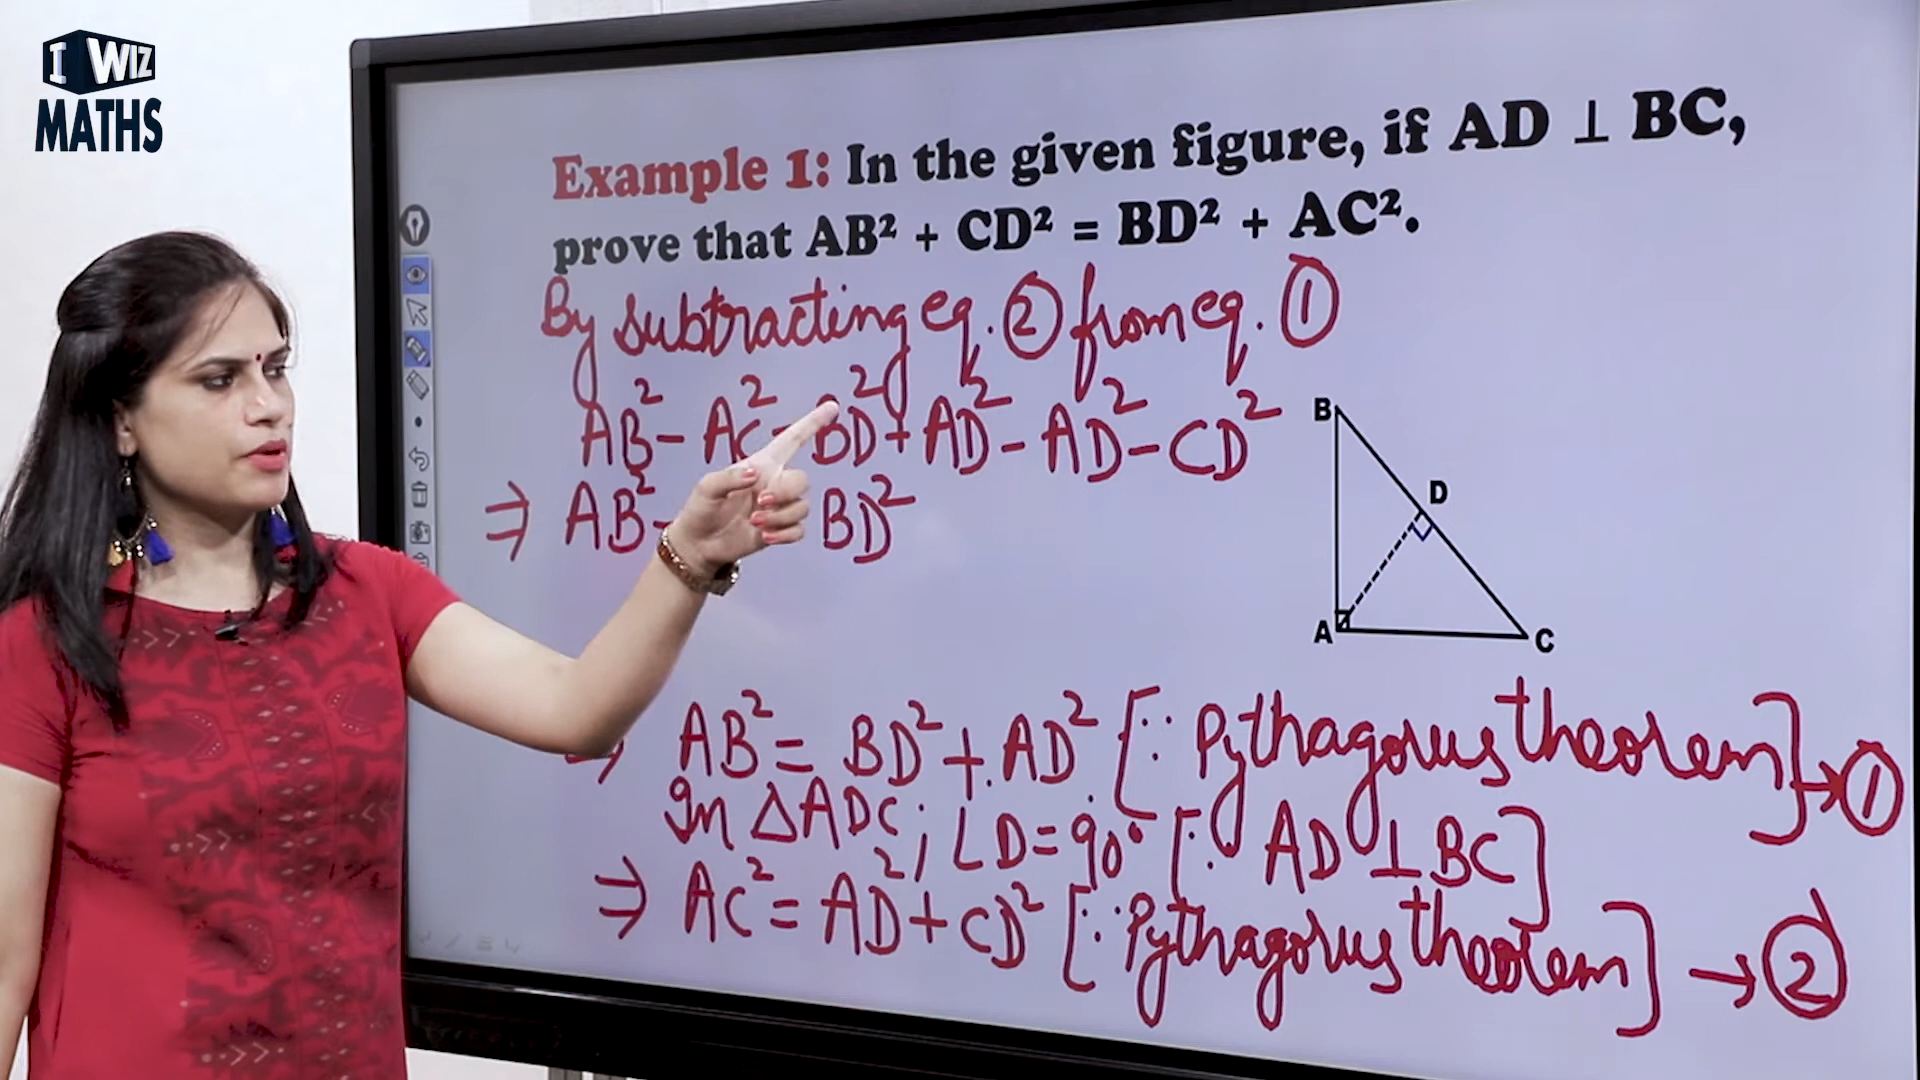 I WIZ
MATHS
Example 1: In the given figure, if AD ⊥ BC,
prove that AB² + CD² = BD² + AC².
By subtracting eq. ② from eq. ①
AB² - AC² = BD² + AD² - AD² - CD²
⇒ AB² - BD²
B
D
A
C
⇒ AB² = BD² + AD² [∵ Pythagorus theorem] → ①
In △ADC, ∠D = 90° [∵ AD ⊥ BC]
⇒ AC² = AD² + CD² [∵ Pythagorus theorem] → ②